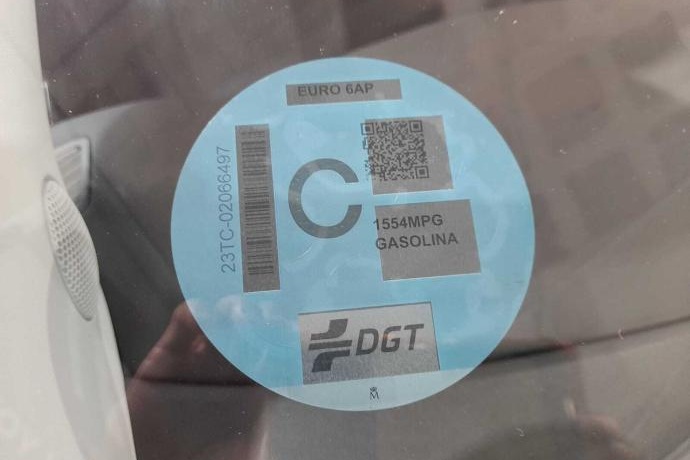 EURO 6AP
23TC-02066497
C
1554MPG
GASOLINA
DGT
M